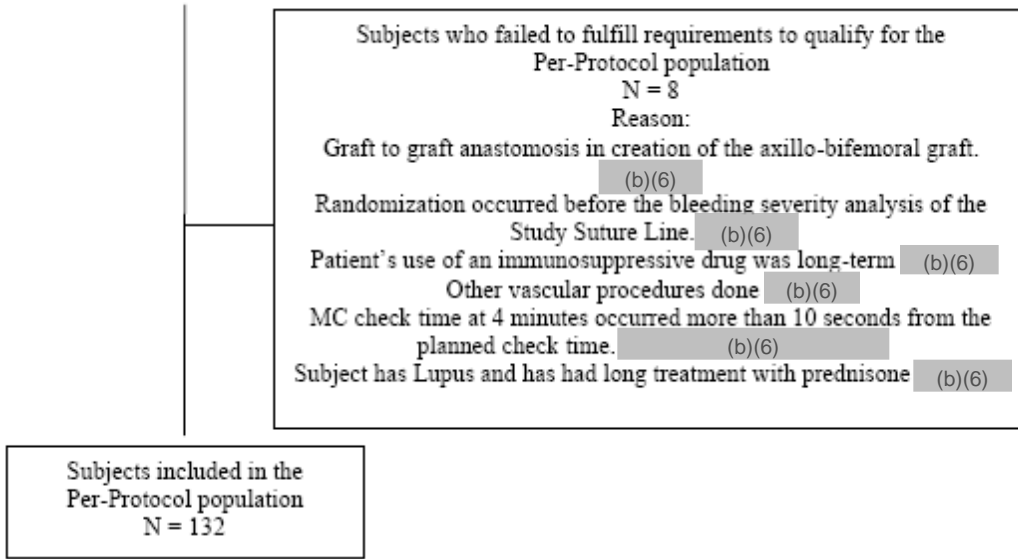 Subjects who failed to fulfill requirements to qualify for the
Per-Protocol population
N = 8
Reason:
Graft to graft anastomosis in creation of the axillo-bifemoral graft.
(b)(6)
Randomization occurred before the bleeding severity analysis of the
Study Suture Line. (b)(6)
Patient's use of an immunosuppressive drug was long-term (b)(6)
Other vascular procedures done (b)(6)
MC check time at 4 minutes occurred more than 10 seconds from the
planned check time. (b)(6)
Subject has Lupus and has had long treatment with prednisone (b)(6)
Subjects included in the
Per-Protocol population
N = 132